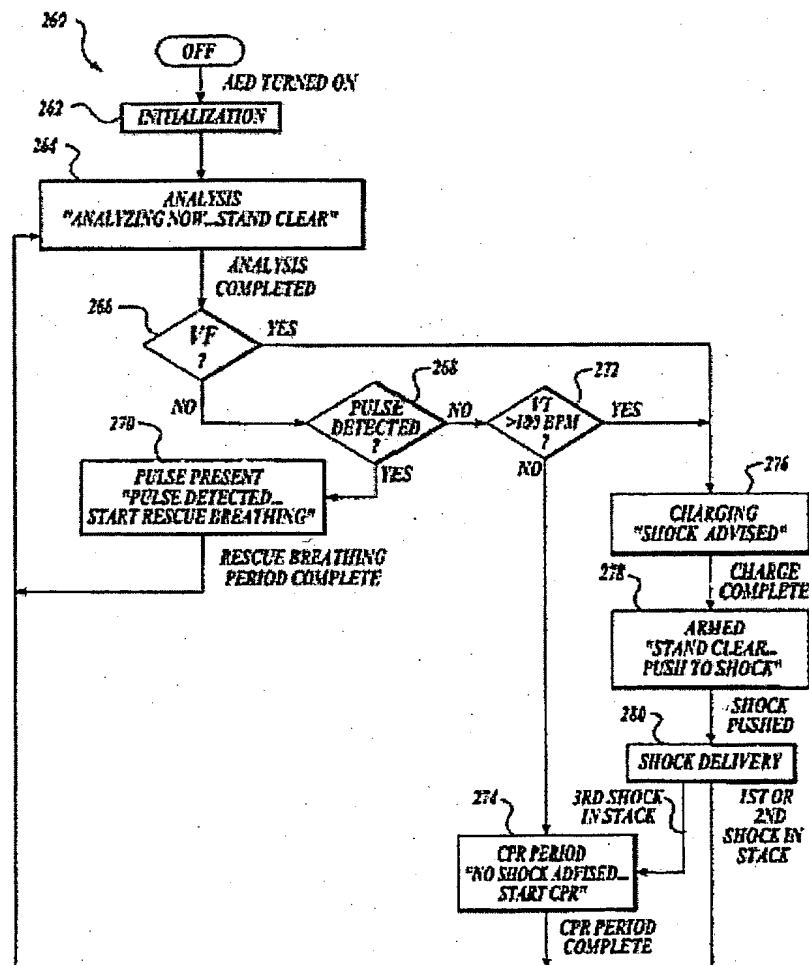 260
OFF
AED TURNED ON
262
INITIALIZATION
264
ANALYSIS
"ANALYZING NOW...STAND CLEAR"
ANALYSIS
COMPLETED
266
VF
?
YES
NO
268
PULSE
DETECTED
?
NO
YES
272
VT
>180 BPM
?
YES
NO
270
PULSE PRESENT
"PULSE DETECTED...
START RESCUE BREATHING"
RESCUE BREATHING
PERIOD COMPLETE
276
CHARGING
"SHOCK ADVISED"
CHARGE
COMPLETE
278
ARMED
"STAND CLEAR...
PUSH TO SHOCK"
SHOCK
PUSHED
280
SHOCK DELIVERY
3RD SHOCK
IN STACK
1ST OR
2ND
SHOCK IN
STACK
274
CPR PERIOD
"NO SHOCK ADVISED...
START CPR"
CPR PERIOD
COMPLETE